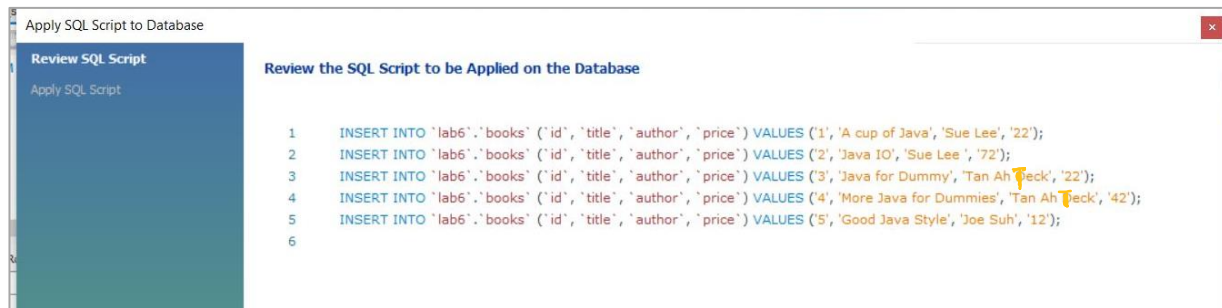 Apply SQL Script to Database
Review SQL Script
Apply SQL Script
Review the SQL Script to be Applied on the Database
1 INSERT INTO `lab6`.`books` (`id`, `title`, `author`, `price`) VALUES ('1', 'A cup of Java', 'Sue Lee', '22');
2 INSERT INTO `lab6`.`books` (`id`, `title`, `author`, `price`) VALUES ('2', 'Java IO', 'Sue Lee ', '72');
3 INSERT INTO `lab6`.`books` (`id`, `title`, `author`, `price`) VALUES ('3', 'Java for Dummy', 'Tan Ah Teck', '22');
4 INSERT INTO `lab6`.`books` (`id`, `title`, `author`, `price`) VALUES ('4', 'More Java for Dummies', 'Tan Ah Teck', '42');
5 INSERT INTO `lab6`.`books` (`id`, `title`, `author`, `price`) VALUES ('5', 'Good Java Style', 'Joe Suh', '12');
6